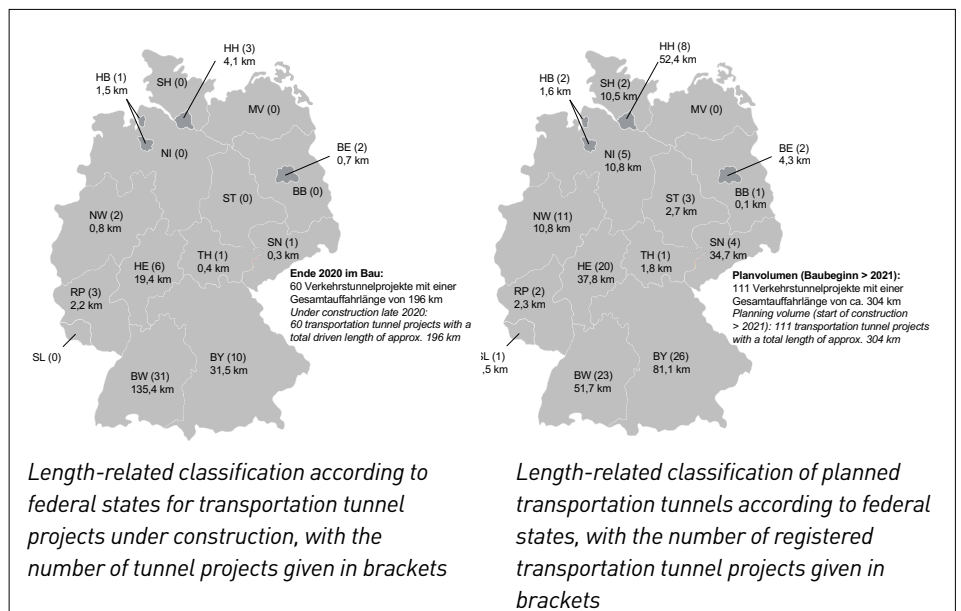 HH (3)
4,1 km
HB (1)
1,5 km
SH (0)
MV (0)
NI (0)
BE (2)
0,7 km
BB (0)
ST (0)
NW (2)
0,8 km
SN (1)
0,3 km
TH (1)
0,4 km
HE (6)
19,4 km
RP (3)
2,2 km
SL (0)
BY (10)
31,5 km
BW (31)
135,4 km
Ende 2020 im Bau:
60 Verkehrstunnelprojekte mit einer
Gesamtauffahrlänge von 196 km
Under construction late 2020:
60 transportation tunnel projects with a
total driven length of approx. 196 km
Length-related classification according to
federal states for transportation tunnel
projects under construction, with the
number of tunnel projects given in brackets
HH (8)
52,4 km
HB (2)
1,6 km
SH (2)
10,5 km
MV (0)
NI (5)
10,8 km
BE (2)
4,3 km
BB (1)
0,1 km
ST (3)
2,7 km
NW (11)
10,8 km
SN (4)
34,7 km
TH (1)
1,8 km
HE (20)
37,8 km
RP (2)
2,3 km
SL (1)
,5 km
BY (26)
81,1 km
BW (23)
51,7 km
Planvolumen (Baubeginn > 2021):
111 Verkehrstunnelprojekte mit einer
Gesamtauffahrlänge von ca. 304 km
Planning volume (start of construction
> 2021): 111 transportation tunnel projects
with a total length of approx. 304 km
Length-related classification of planned
transportation tunnels according to federal
states, with the number of registered
transportation tunnel projects given in
brackets